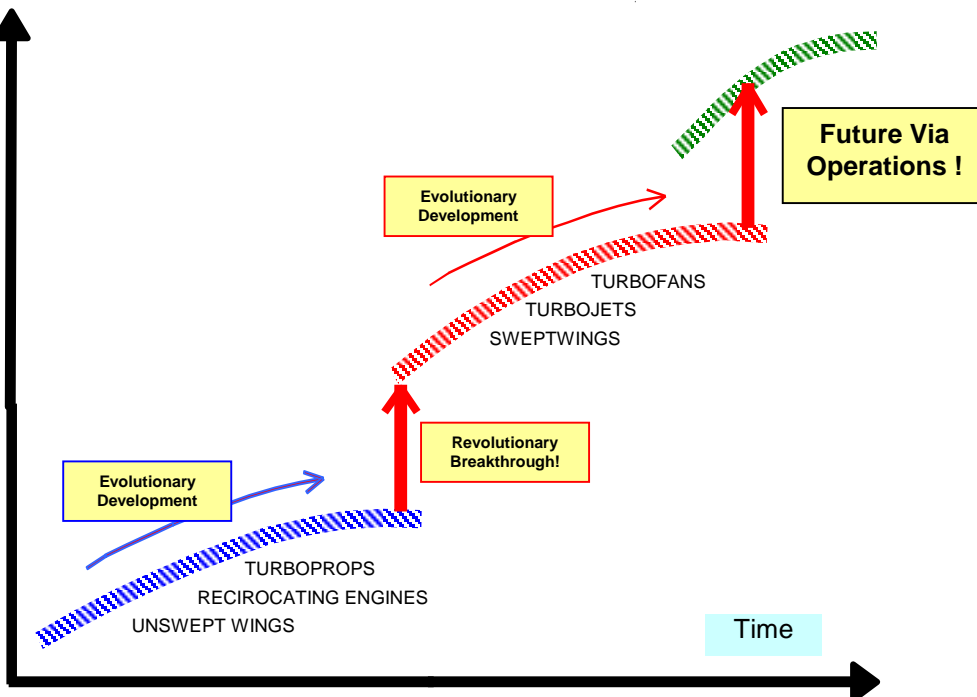 Future Via
Operations !
Evolutionary
Development
TURBOFANS
TURBOJETS
SWEPTWINGS
Revolutionary
Breakthrough!
Evolutionary
Development
TURBOPROPS
RECIROCATING ENGINES
UNSWEPT WINGS
Time